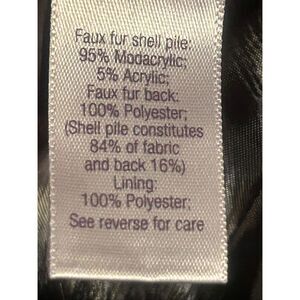 Faux fur shell pile:
95% Modacrylic;
5% Acrylic;
Faux fur back:
100% Polyester;
(Shell pile constitutes
84% of fabric
and back 16%)
Lining:
100% Polyester;
See reverse for care